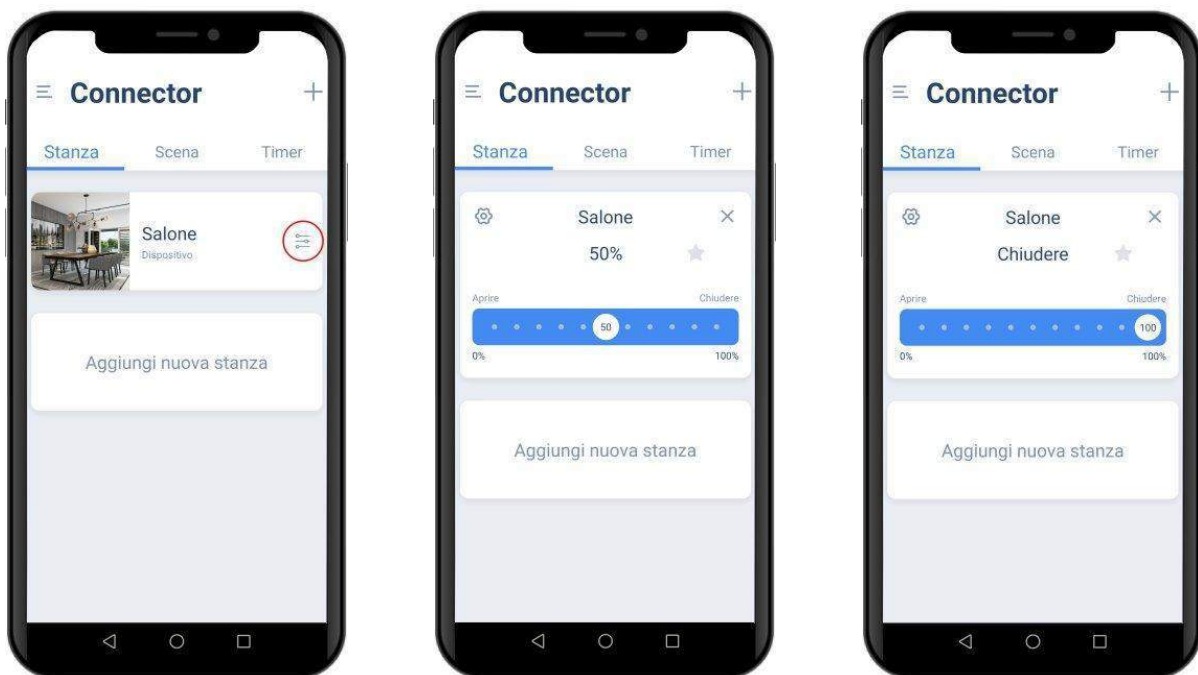 Connector
Stanza Scena Timer
Salone
Dispositivo
Aggiungi nuova stanza
Connector
Stanza Scena Timer
Salone
50%
Aprire Chiudere
50
0% 100%
Aggiungi nuova stanza
Connector
Stanza Scena Timer
Salone
Chiudere
Aprire Chiudere
100
0% 100%
Aggiungi nuova stanza